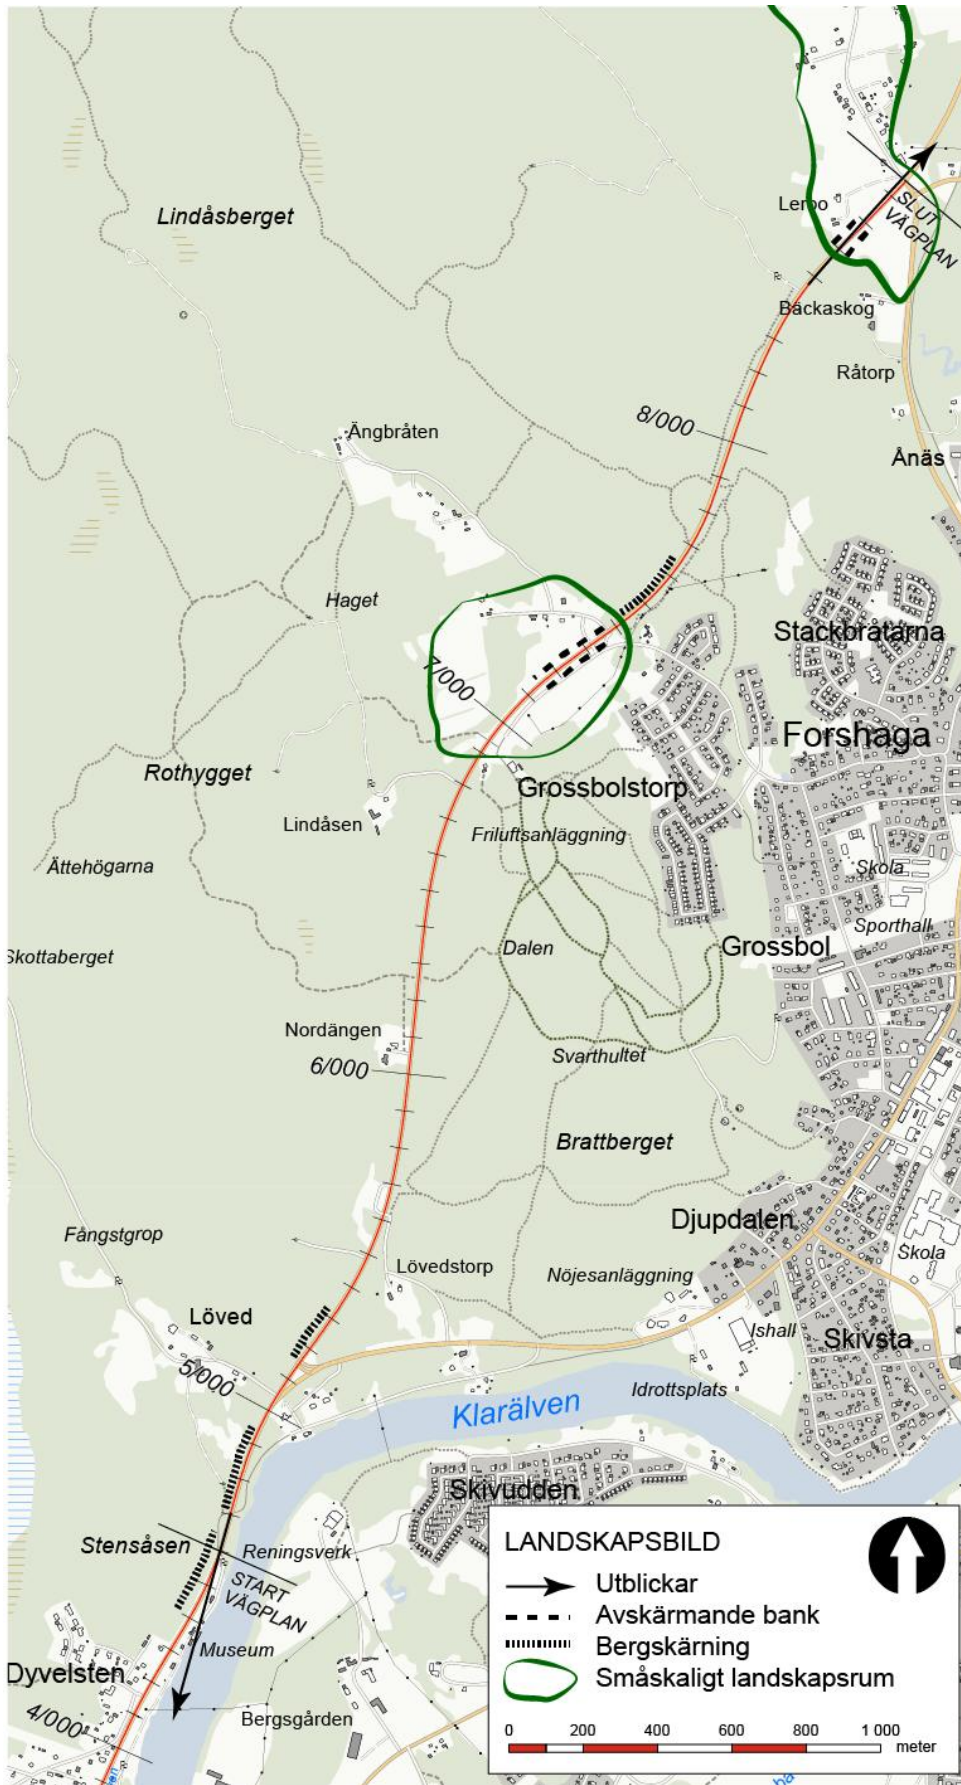 Lindåsberget
Leroo
SLUT
VÄGPLAN
Bäckaskog
Råtorp
8/000
Ängbråten
Ånäs
Haget
Stackbråtarna
7/000
Forshaga
Rothygget
Grossbolstorp
Lindåsen
Friluftsanläggning
Ättehögarna
Skola
Sporthall
Skottaberget
Dalen
Grossbol
Nordängen
6/000
Svarthultet
Brattberget
Djupdalen
Fångstgrop
Skola
Lövedstorp
Nöjesanläggning
Löved
Ishall
Skivsta
5/000
Idrottsplats
Klarälven
Skivudden
Stensåsen
Reningsverk
START
VÄGPLAN
Museum
Dyvelsten
4/000
Bergsgården
LANDSKAPSBILD
Utblickar
Avskärmande bank
Bergskärning
Småskaligt landskapsrum
0 200 400 600 800 1 000 meter